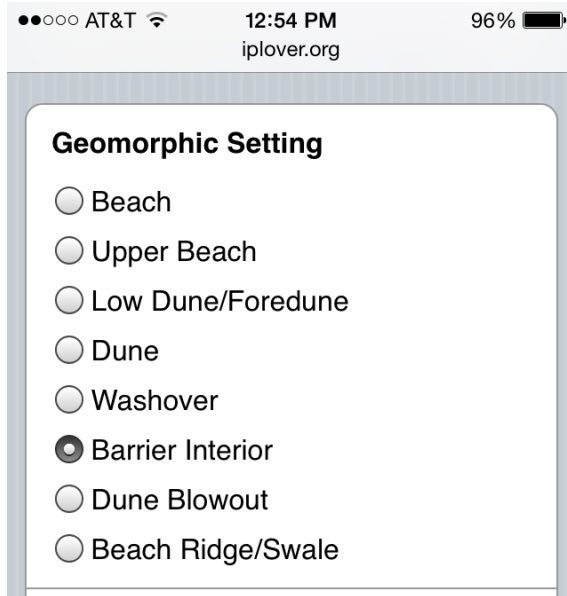 AT&T 12:54 PM 96%
iplover.org
Geomorphic Setting
Beach
Upper Beach
Low Dune/Foredune
Dune
Washover
Barrier Interior
Dune Blowout
Beach Ridge/Swale